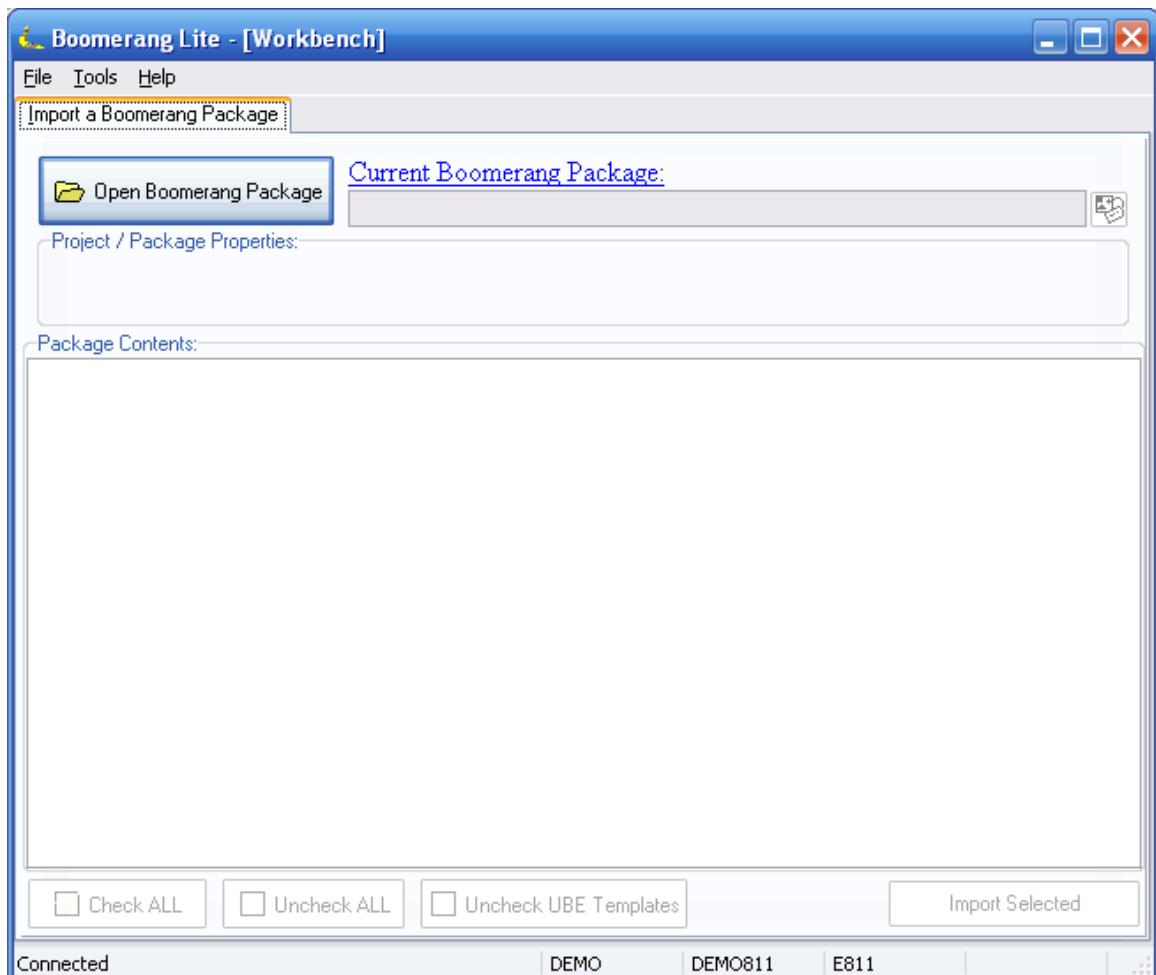 Boomerang Lite - [Workbench]
File Tools Help
Import a Boomerang Package
Open Boomerang Package
Current Boomerang Package:
Project / Package Properties:
Package Contents:
Check ALL Uncheck ALL Uncheck UBE Templates Import Selected
Connected DEMO DEMO811 E811